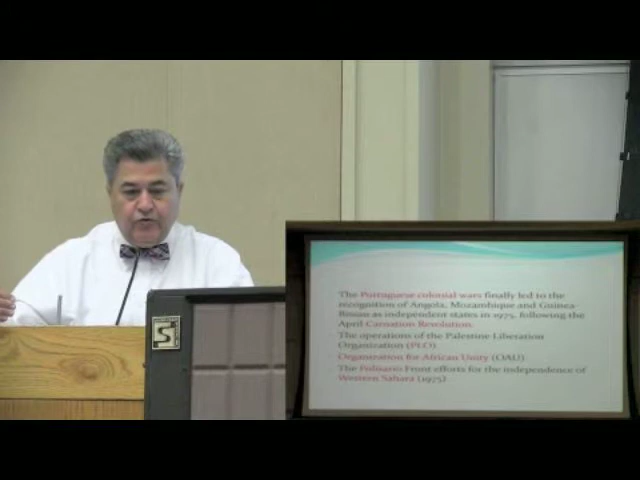 The Portuguese colonial wars finally led to the
recognition of Angola, Mozambique and Guinea-
Bissau as independent states in 1975, following the
April Carnation Revolution.
The operations of the Palestine Liberation
Organization (PLO).
Organization for African Unity (OAU)
The Polisario Front efforts for the independence of
Western Sahara (1975)
S